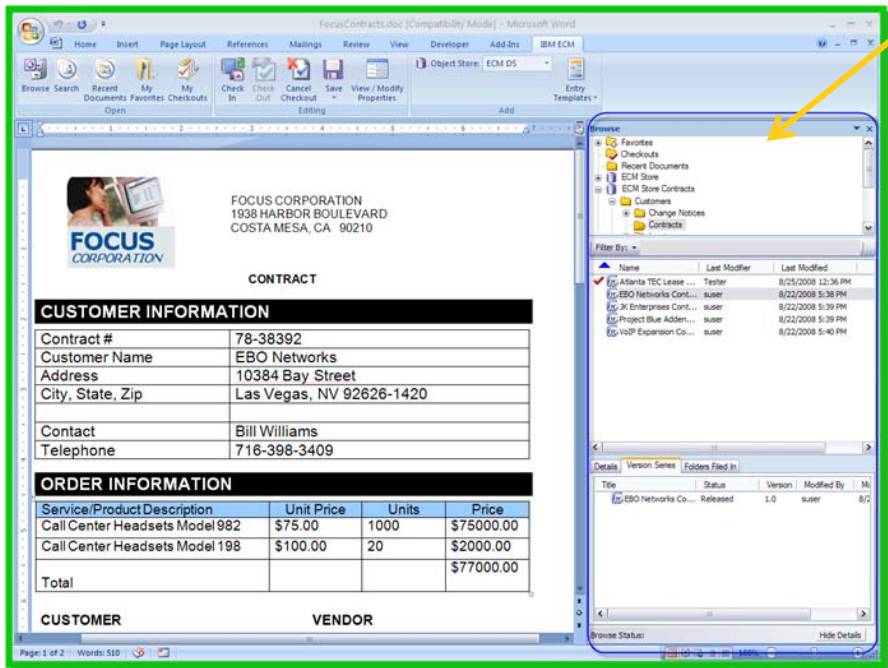 FocusContracts.doc [Compatibility Mode] - Microsoft Word
Home Insert Page Layout References Mailings Review View Developer Add-Ins IBM ECM
Browse Search Recent Documents My Favorites My Checkouts Check In Check Out Cancel Checkout Save View / Modify Properties Object Store: ECM DS Entry Templates
Open Editing Add
FOCUS
CORPORATION
FOCUS CORPORATION
1938 HARBOR BOULEVARD
COSTA MESA, CA 90210
CONTRACT
CUSTOMER INFORMATION
Contract # 78-38392
Customer Name EBO Networks
Address 10384 Bay Street
City, State, Zip Las Vegas, NV 92626-1420
Contact Bill Williams
Telephone 716-398-3409
ORDER INFORMATION
Service/Product Description Unit Price Units Price
Call Center Headsets Model 982 $75.00 1000 $75000.00
Call Center Headsets Model 198 $100.00 20 $2000.00
Total $77000.00
CUSTOMER VENDOR
Page: 1 of 2 Words: 510
Browse
Favorites
Checkouts
Recent Documents
ECM Store
ECM Store Contracts
Customers
Change Notices
Contracts
Filter By:
Name Last Modifier Last Modified
Atlanta TEC Lease ... Tester 8/25/2008 12:36 PM
EBO Networks Cont... suser 8/22/2008 5:38 PM
JK Enterprises Cont... suser 8/22/2008 5:39 PM
Project Blue Adden... suser 8/22/2008 5:39 PM
VoIP Expansion Co... suser 8/22/2008 5:40 PM
Details Version Series Folders Filed In
Title Status Version Modified By
EBO Networks Co... Released 1.0 suser 8/2
Browse Status: Hide Details
100%